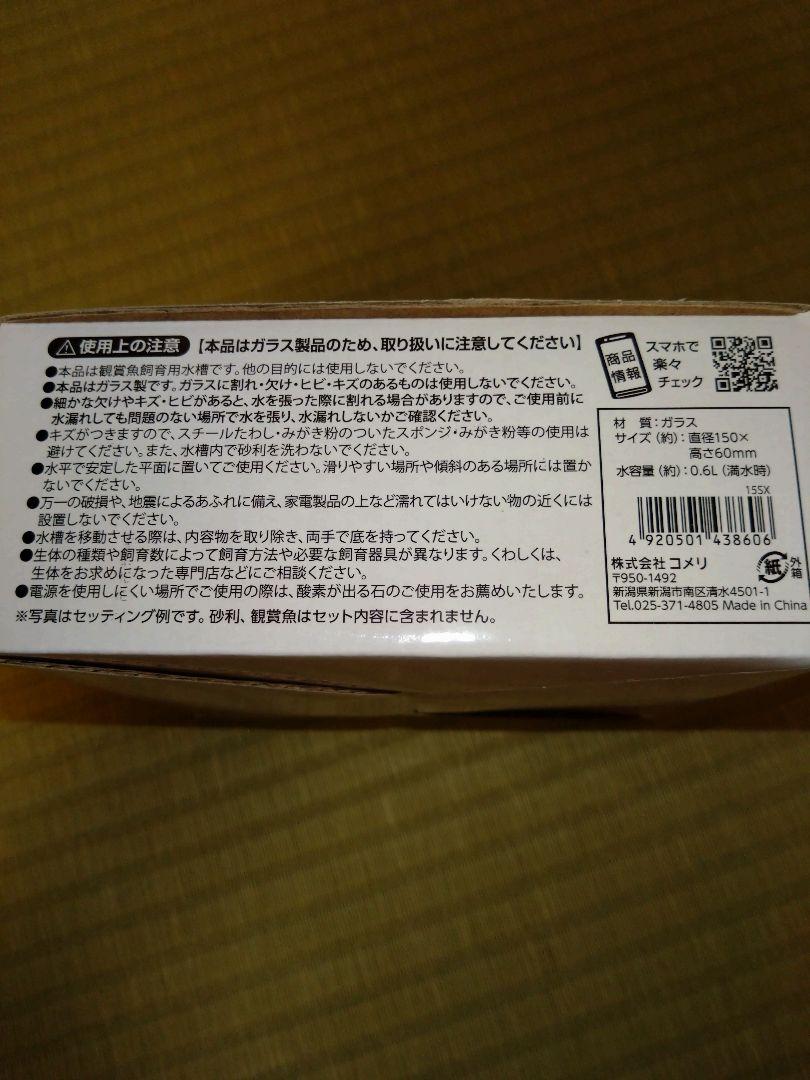 使用上の注意 【本品はガラス製品のため、取り扱いに注意してください】
●本品は観賞魚飼育用水槽です。他の目的には使用しないでください。
●本品はガラス製です。ガラスに割れ・欠け・ヒビ・キズのあるものは使用しないでください。
●細かな欠けやキズ・ヒビがあると、水を張った際に割れる場合がありますので、ご使用前に
水漏れしても問題のない場所で水を張り、水漏れしないかご確認ください。
●キズがつきますので、スチールたわし・みがき粉のついたスポンジ・みがき粉等の使用は
避けてください。また、水槽内で砂利を洗わないでください。
●水平で安定した平面に置いてご使用ください。滑りやすい場所や傾斜のある場所には置か
ないでください。
●万一の破損や、地震によるあふれに備え、家電製品の上など濡れてはいけない物の近くには
設置しないでください。
●水槽を移動させる際は、内容物を取り除き、両手で底を持ってください。
●生体の種類や飼育数によって飼育方法や必要な飼育器具が異なります。くわしくは、
生体をお求めになった専門店などにご相談ください。
●電源を使用しにくい場所でご使用の際は、酸素が出る石のご使用をお薦めいたします。
※写真はセッティング例です。砂利、観賞魚はセット内容に含まれません。
商品
情報
スマホで
楽々
チェック
材 質:ガラス
サイズ(約):直径150×
高さ60mm
水容量(約):0.6L(満水時)
15SX
4 920501 438606
株式会社 コメリ
〒950-1492
新潟県新潟市南区清水4501-1
Tel.025-371-4805 Made in China
紙
外箱